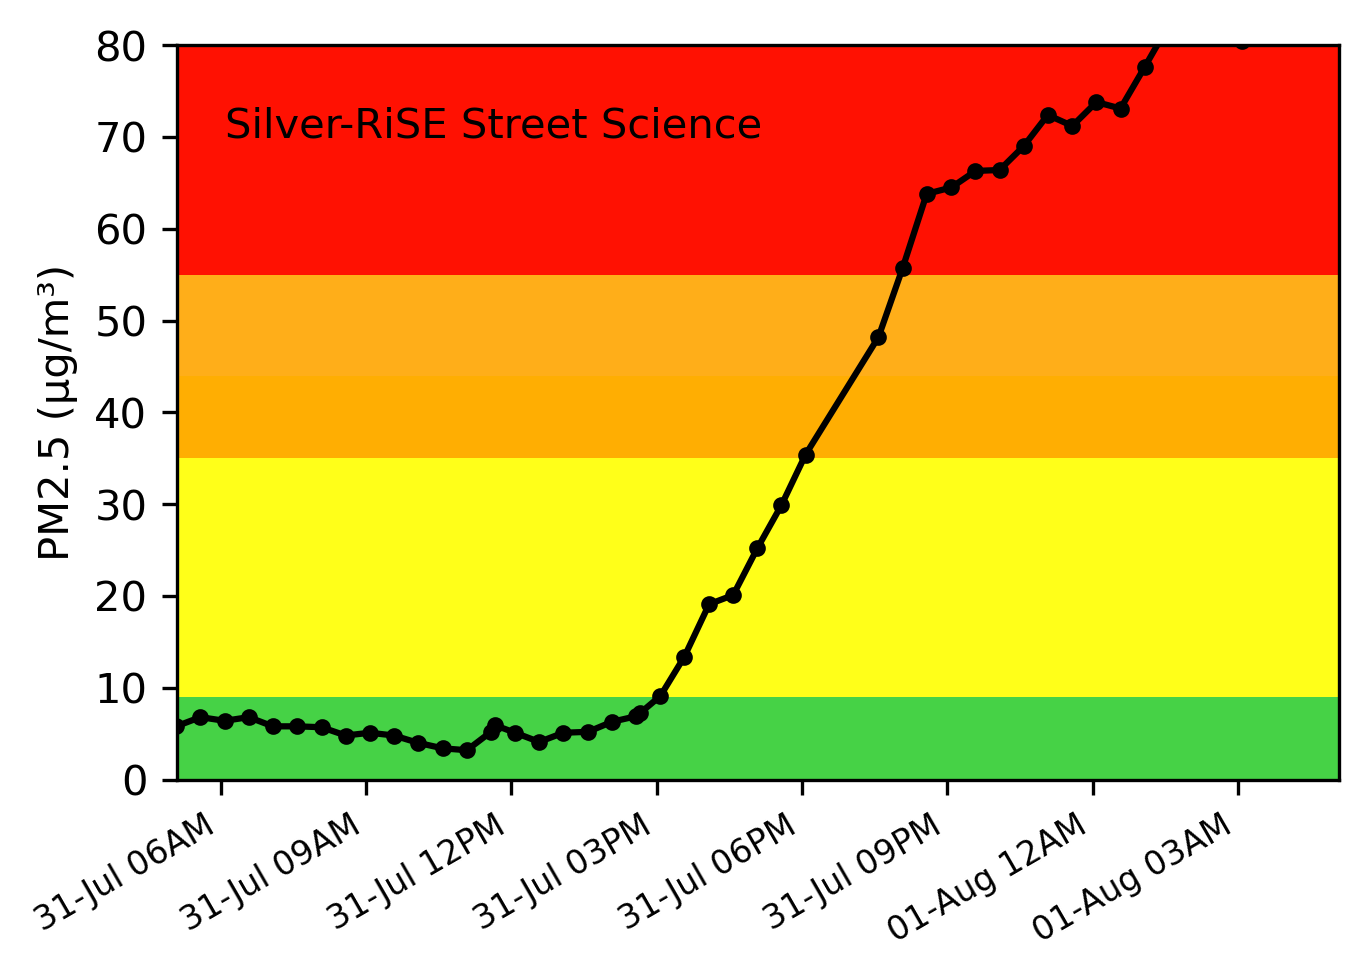 80
Silver-RiSE Street Science
70
60
50
40
30
20
10
0
PM2.5 (µg/m³)
31-Jul 06AM
31-Jul 09AM
31-Jul 12PM
31-Jul 03PM
31-Jul 06PM
31-Jul 09PM
01-Aug 12AM
01-Aug 03AM